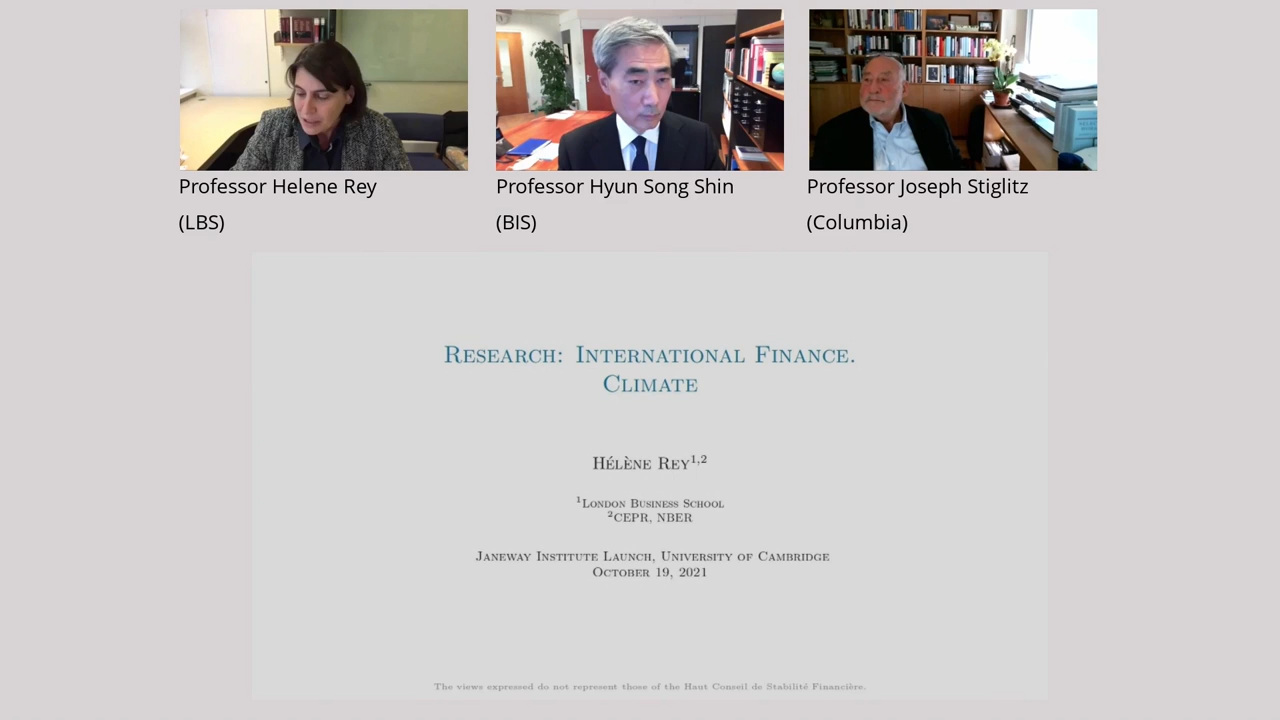 Professor Helene Rey
(LBS)
Professor Hyun Song Shin
(BIS)
Professor Joseph Stiglitz
(Columbia)
Research: International Finance.
Climate
Hélène Rey1,2
1London Business School
2CEPR, NBER
Janeway Institute Launch, University of Cambridge
October 19, 2021
The views expressed do not represent those of the Haut Conseil de Stabilité Financière.